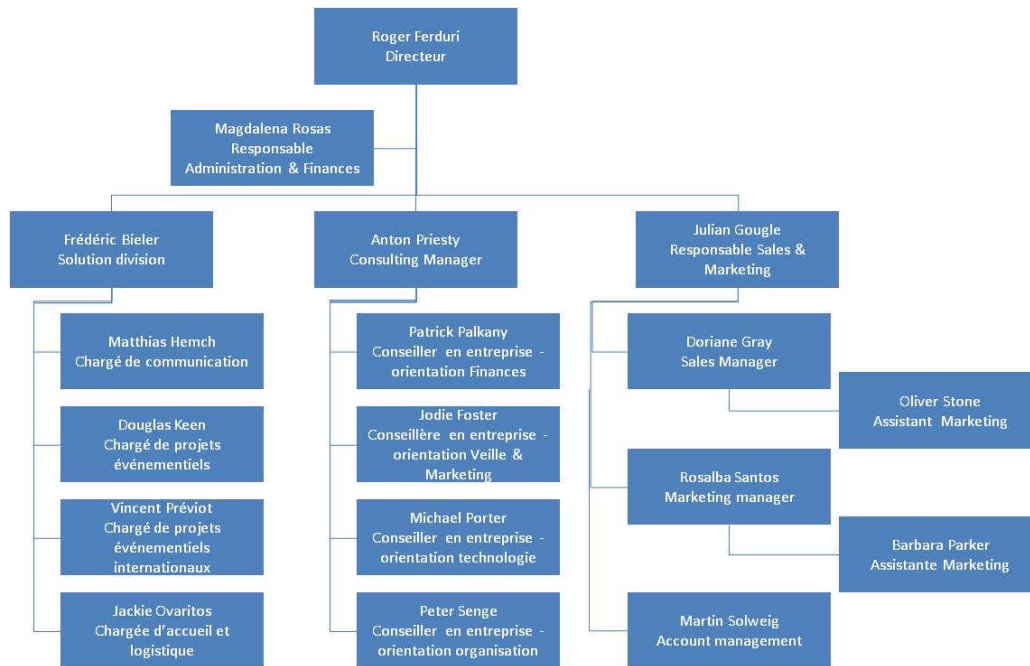 Roger Ferduri
Directeur
Magdalena Rosas
Responsable
Administration & Finances
Frédéric Bieler
Solution division
Anton Priesty
Consulting Manager
Julian Gougle
Responsable Sales &
Marketing
Matthias Hemch
Chargé de communication
Douglas Keen
Chargé de projets
événementiels
Vincent Préviot
Chargé de projets
événementiels
internationaux
Jackie Ovaritos
Chargée d'accueil et
logistique
Patrick Palkany
Conseiller en entreprise -
orientation Finances
Jodie Foster
Conseillère en entreprise -
orientation Veille &
Marketing
Michael Porter
Conseiller en entreprise -
orientation technologie
Peter Senge
Conseiller en entreprise -
orientation organisation
Doriane Gray
Sales Manager
Oliver Stone
Assistant Marketing
Rosalba Santos
Marketing manager
Barbara Parker
Assistante Marketing
Martin Solweig
Account management